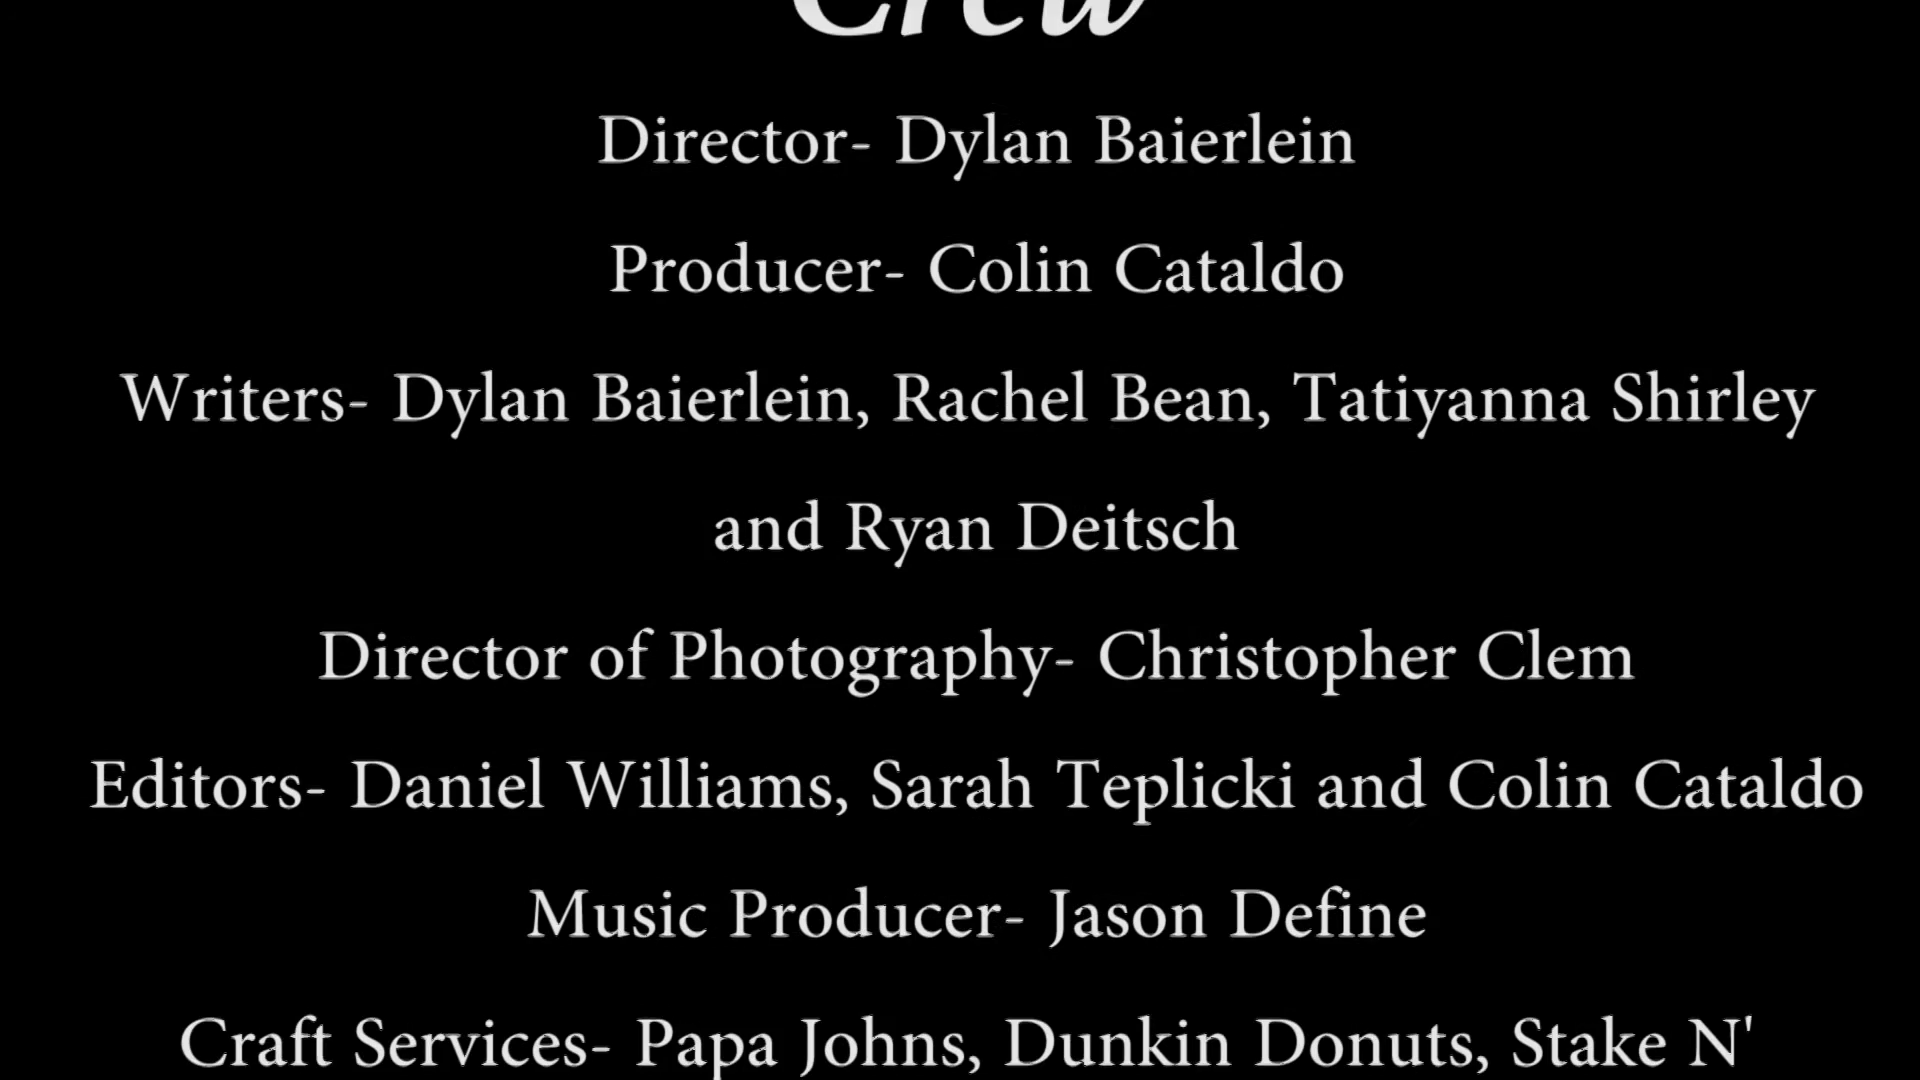 Crew
Director- Dylan Baierlein
Producer- Colin Cataldo
Writers- Dylan Baierlein, Rachel Bean, Tatiyanna Shirley
and Ryan Deitsch
Director of Photography- Christopher Clem
Editors- Daniel Williams, Sarah Teplicki and Colin Cataldo
Music Producer- Jason Define
Craft Services- Papa Johns, Dunkin Donuts, Stake N'